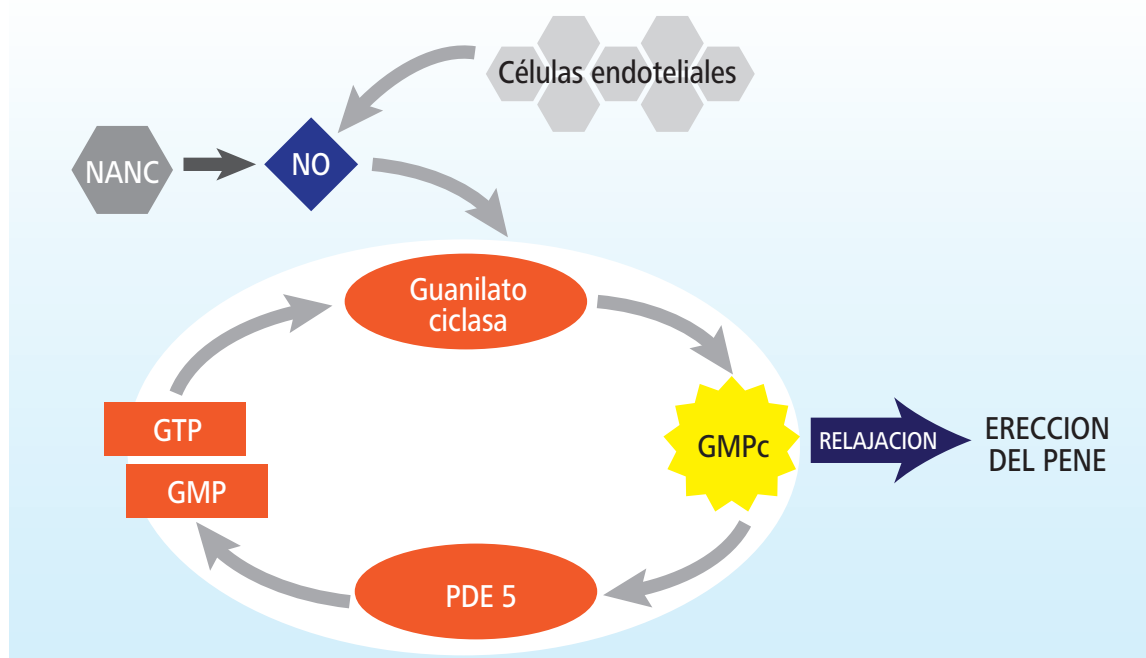 Células endoteliales
NANC
NO
Guanilato
ciclasa
GTP
GMP
GMPc
RELAJACION
ERECCION
DEL PENE
PDE 5